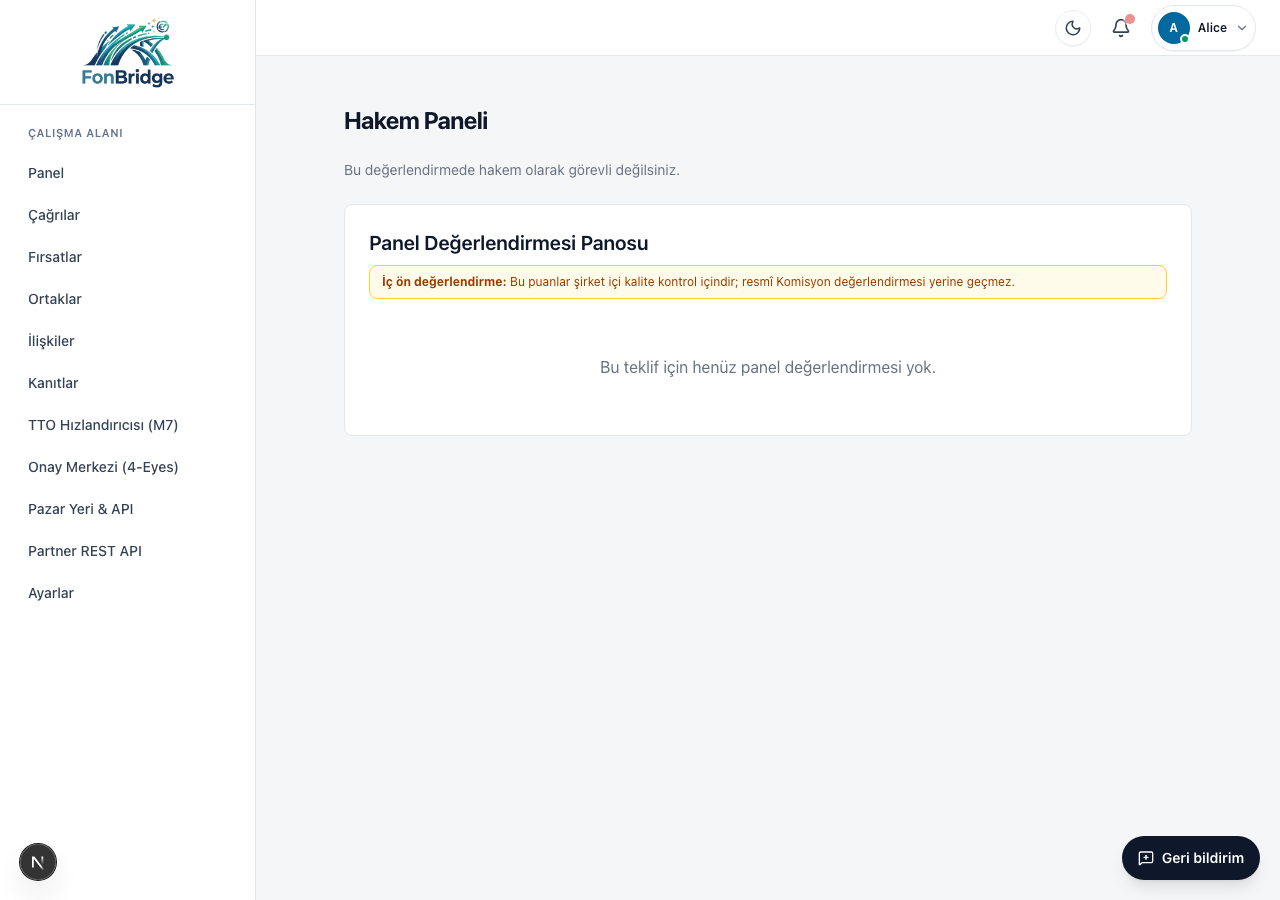 FonBridge
A
Alice
ÇALIŞMA ALANI
Panel
Çağrılar
Fırsatlar
Ortaklar
İlişkiler
Kanıtlar
TTO Hızlandırıcısı (M7)
Onay Merkezi (4-Eyes)
Pazar Yeri & API
Partner REST API
Ayarlar
N
Hakem Paneli
Bu değerlendirmede hakem olarak görevli değilsiniz.
Panel Değerlendirmesi Panosu
İç ön değerlendirme: Bu puanlar şirket içi kalite kontrol içindir; resmî Komisyon değerlendirmesi yerine geçmez.
Bu teklif için henüz panel değerlendirmesi yok.
Geri bildirim